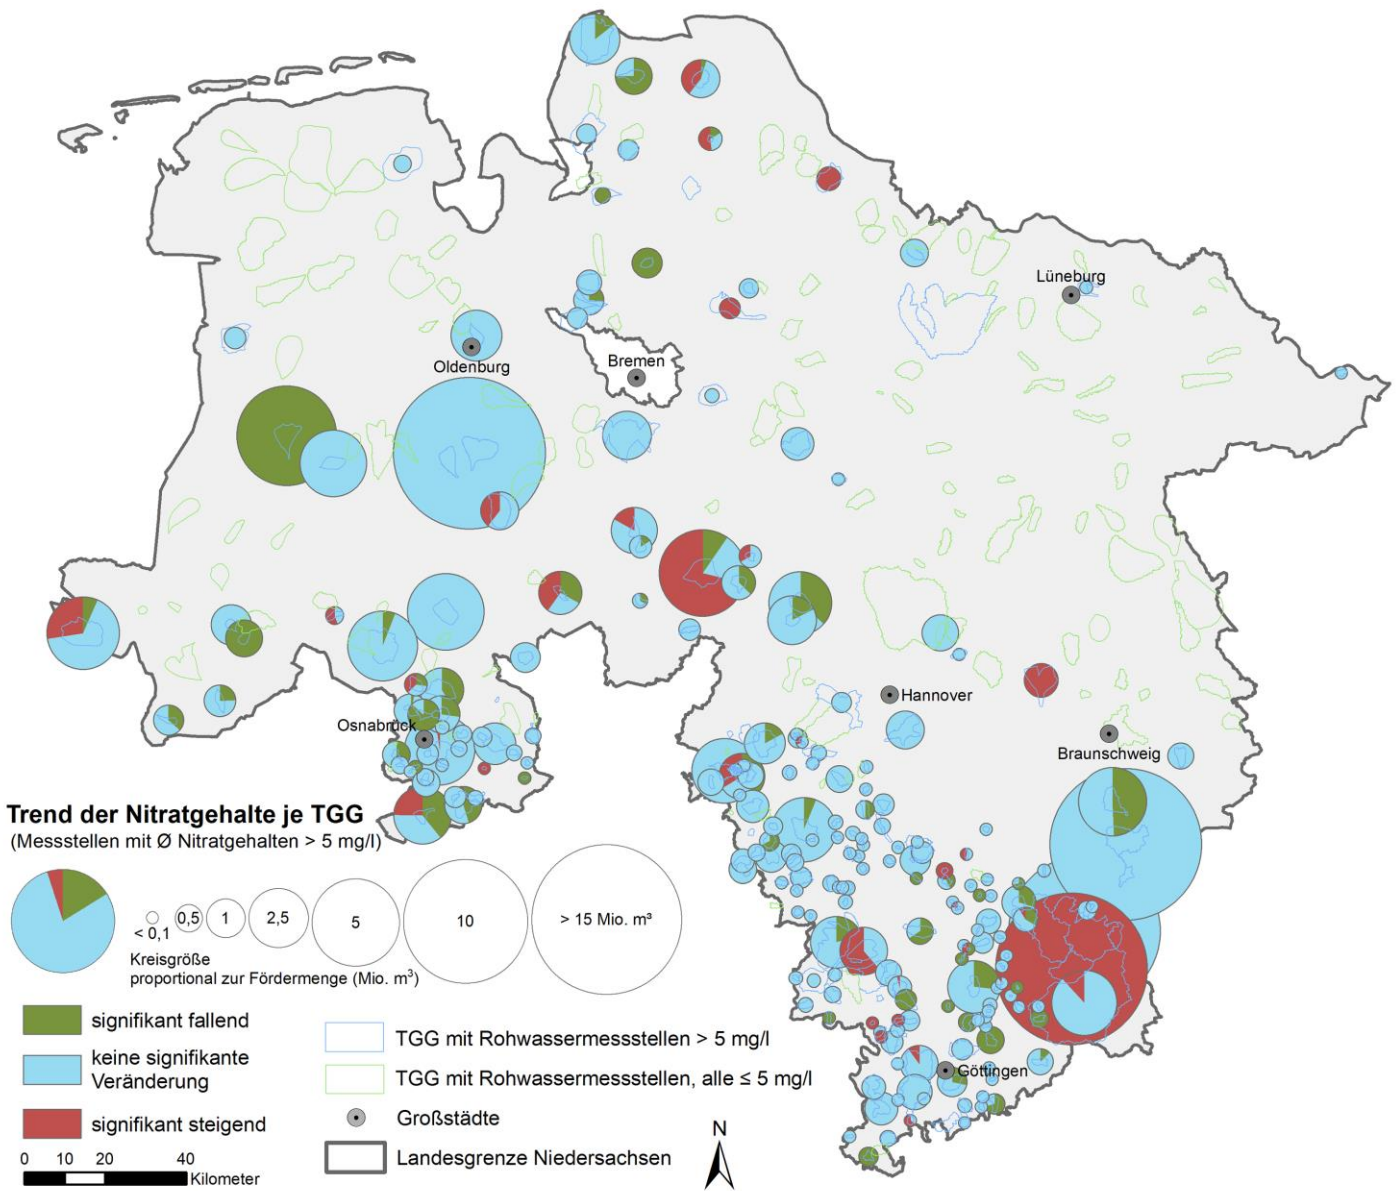 Lüneburg
Bremen
Oldenburg
Osnabrück
Hannover
Braunschweig
Göttingen
Trend der Nitratgehalte je TGG
(Messstellen mit Ø Nitratgehalten > 5 mg/l)
< 0,1
0,5
1
2,5
5
10
> 15 Mio. m³
Kreisgröße
proportional zur Fördermenge (Mio. m³)
signifikant fallend
keine signifikante
Veränderung
signifikant steigend
0 10 20 40
Kilometer
TGG mit Rohwassermessstellen > 5 mg/l
TGG mit Rohwassermessstellen, alle ≤ 5 mg/l
Großstädte
Landesgrenze Niedersachsen
N